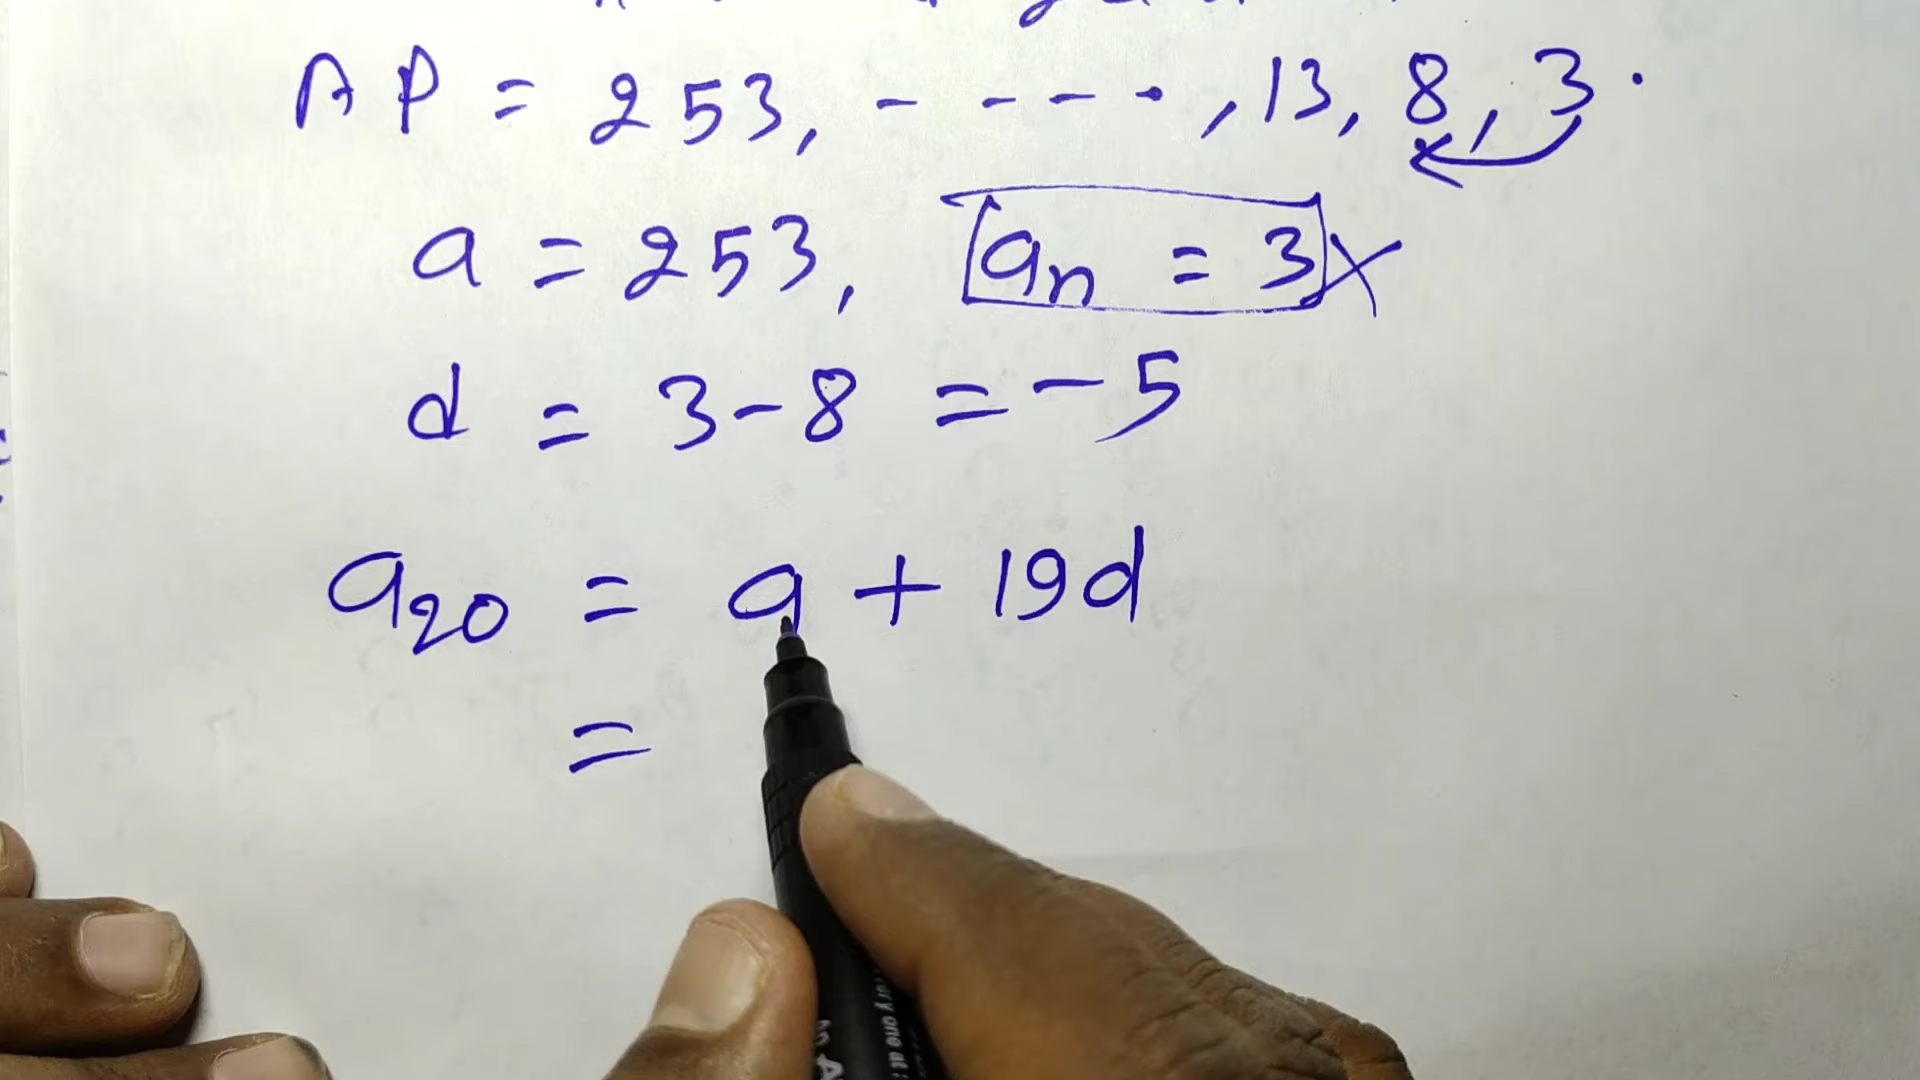 AP = 253, - - - - ., 13, 8, 3.
a = 253, an = 3 X
d = 3-8 = -5
a20 = a + 19d
=